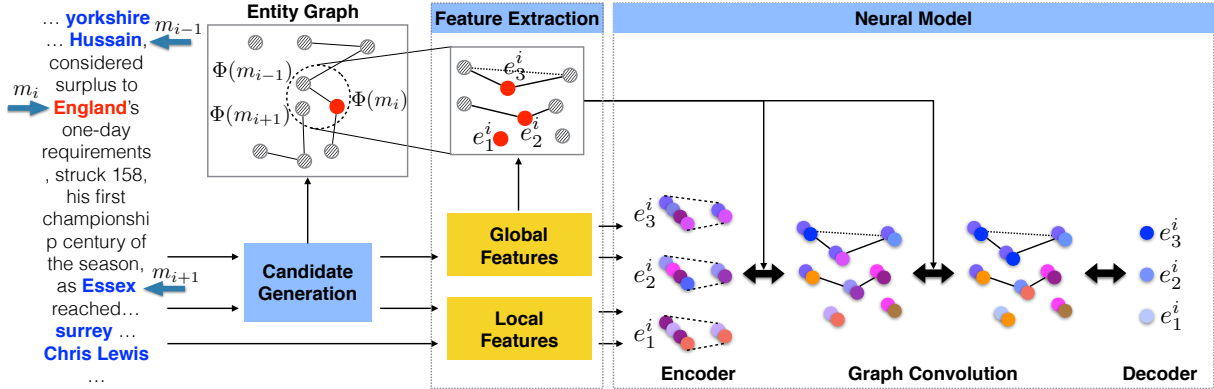 … yorkshire
… Hussain,
considered
surplus to
England's
one-day
requirements
, struck 158,
his first
championshi
p century of
the season,
as Essex
reached…
surrey …
Chris Lewis
…
m_{i−1}
m_i
m_{i+1}
Entity Graph
Φ(m_{i−1})
Φ(m_i)
Φ(m_{i+1})
Candidate
Generation
Feature Extraction
e_3^i
e_2^i
e_1^i
Global
Features
Local
Features
Neural Model
e_3^i
e_2^i
e_1^i
Encoder
Graph Convolution
e_3^i
e_2^i
e_1^i
Decoder